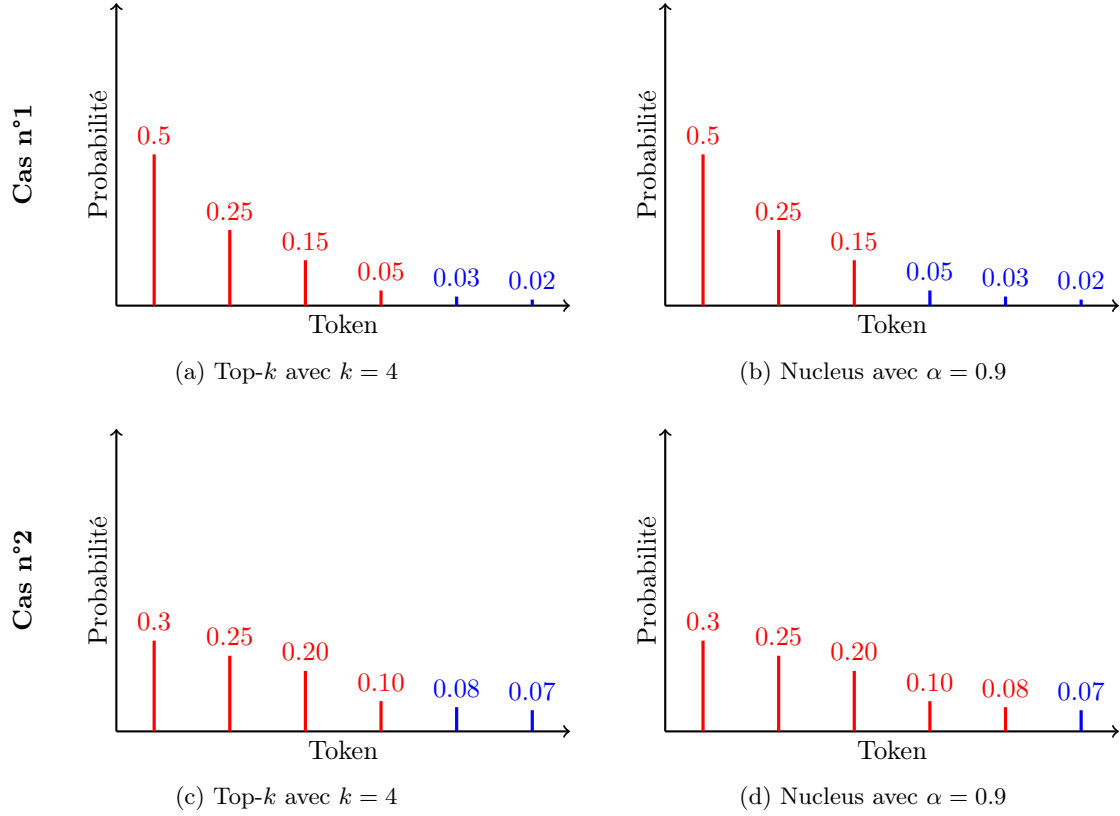 Cas n°1
Probabilité
0.5
0.25
0.15
0.05
0.03
0.02
Token
(a) Top-k avec k = 4
Probabilité
0.5
0.25
0.15
0.05
0.03
0.02
Token
(b) Nucleus avec α = 0.9
Cas n°2
Probabilité
0.3
0.25
0.20
0.10
0.08
0.07
Token
(c) Top-k avec k = 4
Probabilité
0.3
0.25
0.20
0.10
0.08
0.07
Token
(d) Nucleus avec α = 0.9